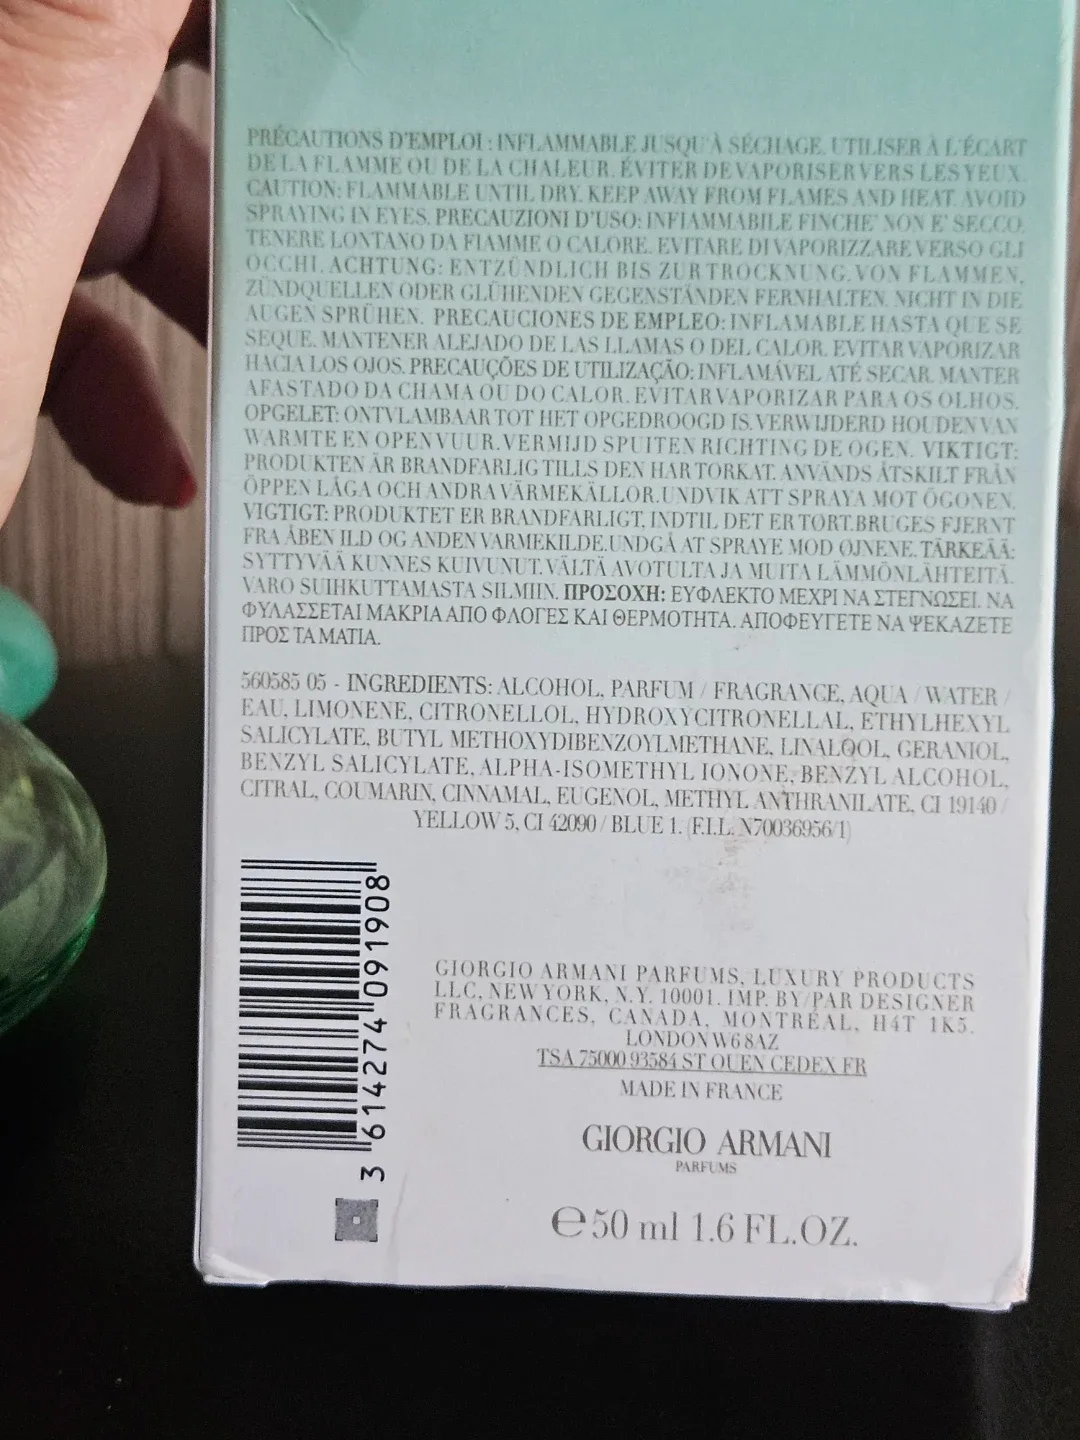 PRÉCAUTIONS D'EMPLOI : INFLAMMABLE JUSQU'À SÉCHAGE. UTILISER À L'ÉCART
DE LA FLAMME OU DE LA CHALEUR. ÉVITER DE VAPORISER VERS LES YEUX.
CAUTION: FLAMMABLE UNTIL DRY. KEEP AWAY FROM FLAMES AND HEAT. AVOID
SPRAYING IN EYES. PRECAUZIONI D'USO: INFIAMMABILE FINCHE' NON E' SECCO.
TENERE LONTANO DA FIAMME O CALORE. EVITARE DI VAPORIZZARE VERSO GLI
OCCHI. ACHTUNG: ENTZÜNDLICH BIS ZUR TROCKNUNG. VON FLAMMEN,
ZÜNDQUELLEN ODER GLÜHENDEN GEGENSTÄNDEN FERNHALTEN. NICHT IN DIE
AUGEN SPRÜHEN. PRECAUCIONES DE EMPLEO: INFLAMABLE HASTA QUE SE
SEQUE. MANTENER ALEJADO DE LAS LLAMAS O DEL CALOR. EVITAR VAPORIZAR
HACIA LOS OJOS. PRECAUÇÕES DE UTILIZAÇÃO: INFLAMÁVEL ATÉ SECAR. MANTER
AFASTADO DA CHAMA OU DO CALOR. EVITAR VAPORIZAR PARA OS OLHOS.
OPGELET: ONTVLAMBAAR TOT HET OPGEDROOGD IS. VERWIJDERD HOUDEN VAN
WARMTE EN OPEN VUUR. VERMIJD SPUITEN RICHTING DE OGEN. VIKTIGT:
PRODUKTEN ÄR BRANDFARLIG TILLS DEN HAR TORKAT. ANVÄNDS ÅTSKILT FRÅN
ÖPPEN LÅGA OCH ANDRA VÄRMEKÄLLOR. UNDVIK ATT SPRAYA MOT ÖGONEN.
VIGTIGT: PRODUKTET ER BRANDFARLIGT, INDTIL DET ER TØRT. BRUGES FJERNT
FRA ÅBEN ILD OG ANDEN VARMEKILDE. UNDGÅ AT SPRAYE MOD ØJNENE. TÄRKEÄÄ:
SYTTYVÄÄ KUNNES KUIVUNUT. VÄLTÄ AVOTULTA JA MUITA LÄMMÖNLÄHTEITÄ.
VARO SUIHKUTTAMASTA SILMIIN. ΠΡΟΣΟΧΗ: ΕΥΦΛΕΚΤΟ ΜΕΧΡΙ ΝΑ ΣΤΕΓΝΩΣΕΙ. ΝΑ
ΦΥΛΑΣΣΕΤΑΙ ΜΑΚΡΙΑ ΑΠΟ ΦΛΟΓΕΣ ΚΑΙ ΘΕΡΜΟΤΗΤΑ. ΑΠΟΦΕΥΓΕΤΕ ΝΑ ΨΕΚΑΖΕΤΕ
ΠΡΟΣ ΤΑ ΜΑΤΙΑ.
560585 05 - INGREDIENTS: ALCOHOL, PARFUM / FRAGRANCE, AQUA / WATER /
EAU, LIMONENE, CITRONELLOL, HYDROXYCITRONELLAL, ETHYLHEXYL
SALICYLATE, BUTYL METHOXYDIBENZOYLMETHANE, LINALOOL, GERANIOL,
BENZYL SALICYLATE, ALPHA-ISOMETHYL IONONE, BENZYL ALCOHOL,
CITRAL, COUMARIN, CINNAMAL, EUGENOL, METHYL ANTHRANILATE, CI 19140 /
YELLOW 5, CI 42090 / BLUE 1. (F.I.L. N70036956/1)
3 614274 091908
GIORGIO ARMANI PARFUMS, LUXURY PRODUCTS
LLC, NEW YORK, N.Y. 10001. IMP. BY/PAR DESIGNER
FRAGRANCES, CANADA, MONTRÉAL, H4T 1K5.
LONDON W6 8AZ
TSA 75000 93584 ST OUEN CEDEX FR
MADE IN FRANCE
GIORGIO ARMANI
PARFUMS
℮ 50 ml 1.6 FL.OZ.